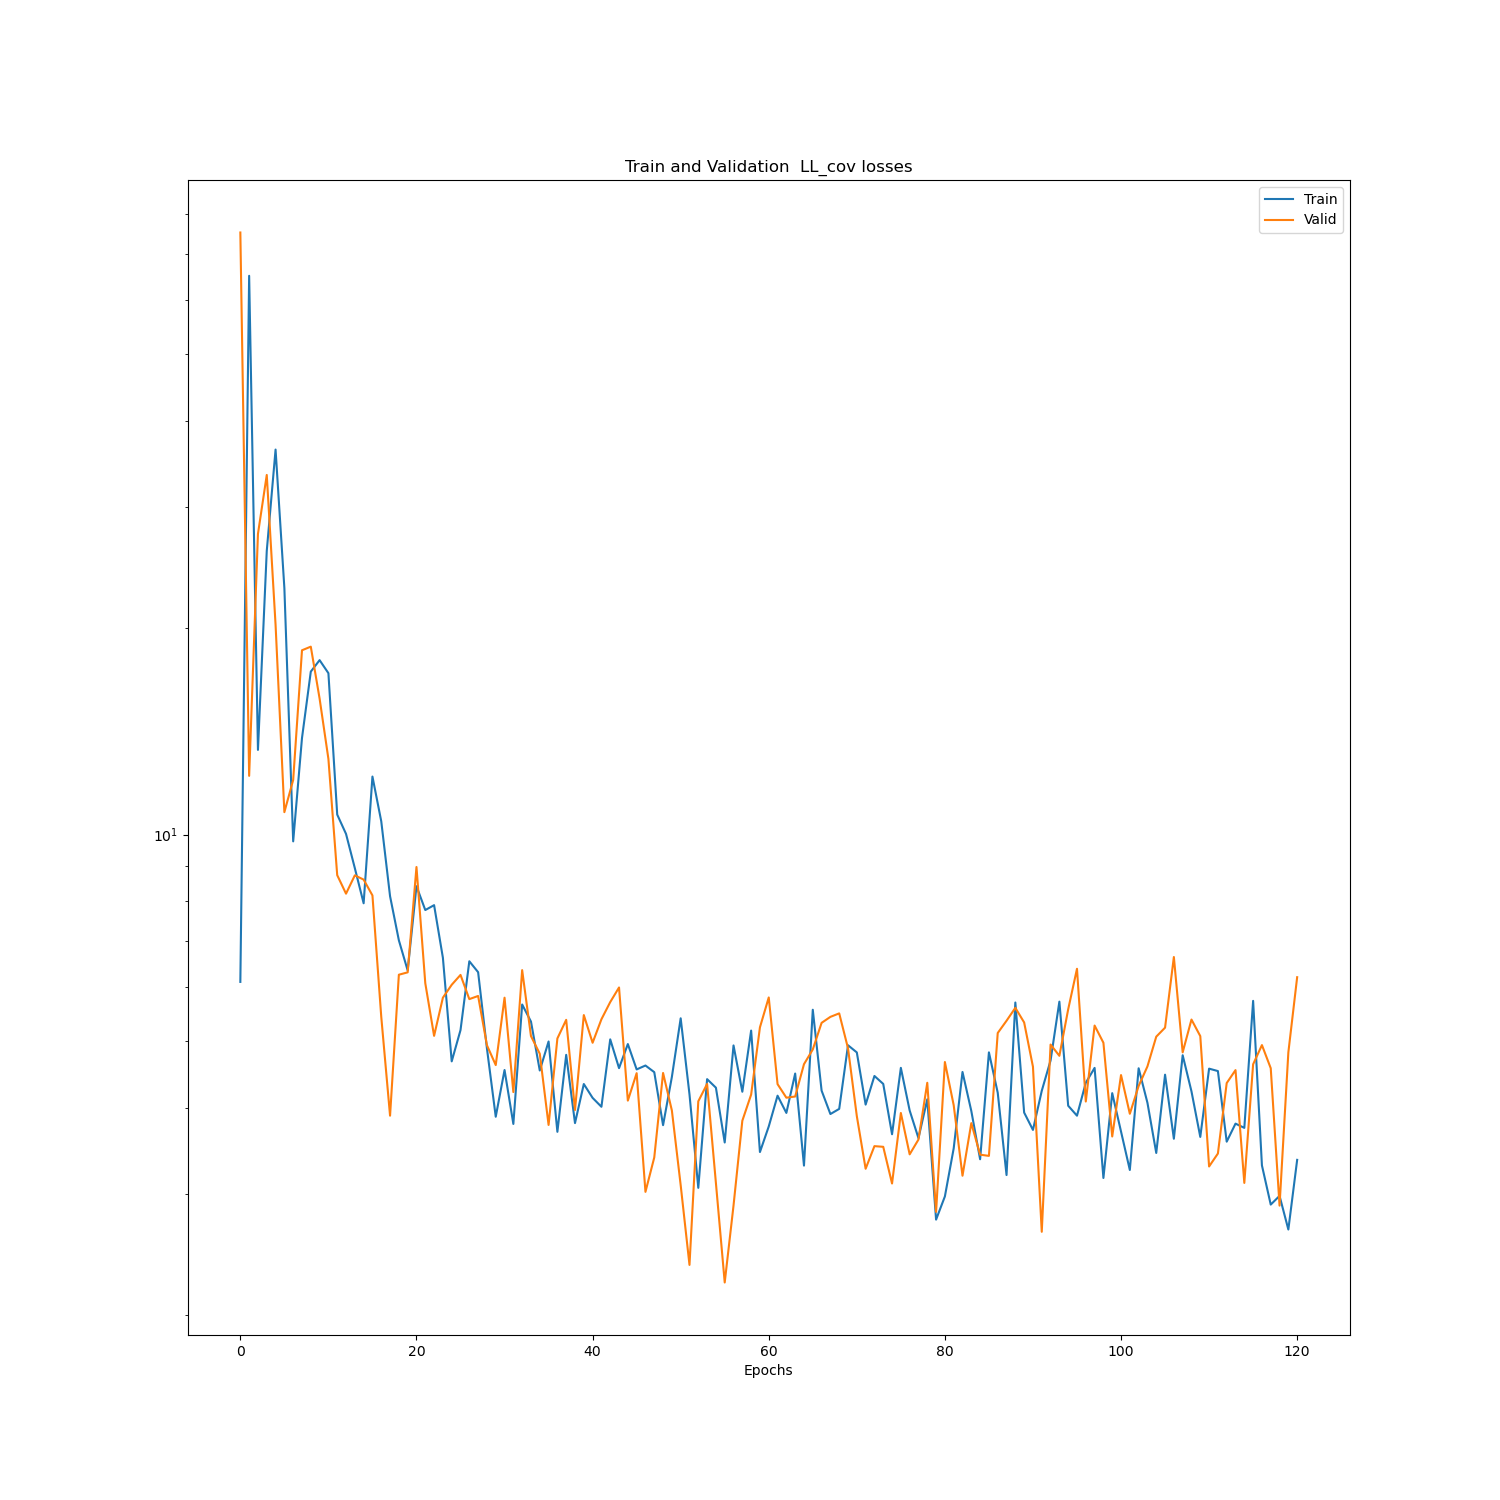 Train and Validation  LL_cov losses
Train
Valid
10¹
0 20 40 60 80 100 120
Epochs